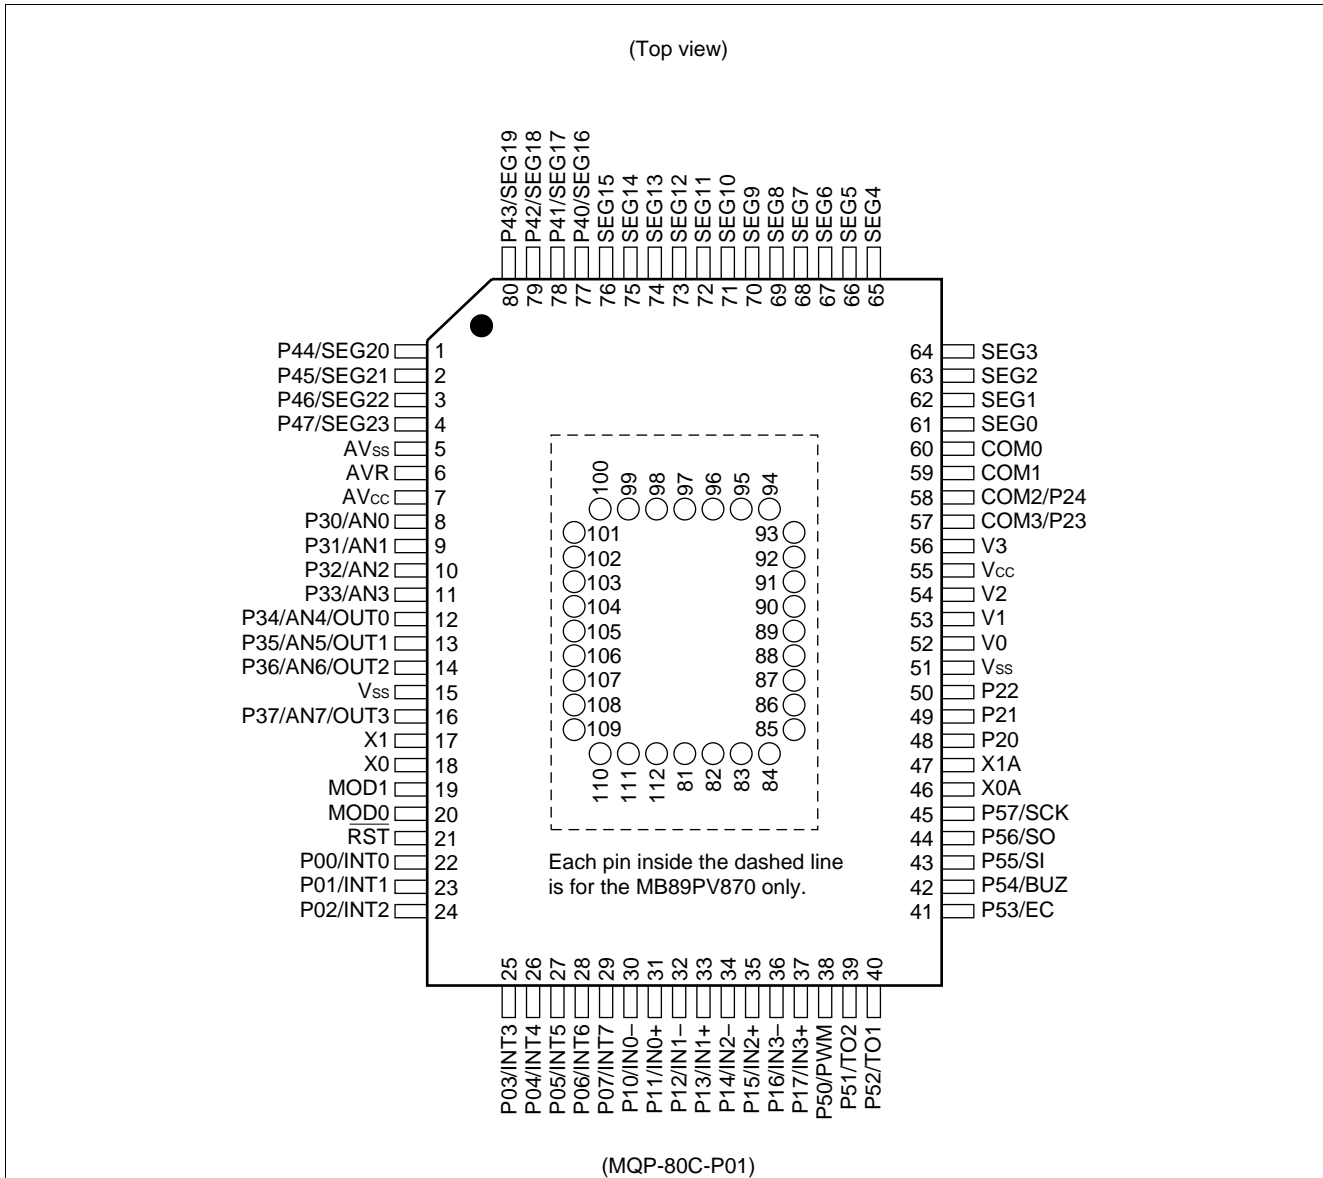 (Top view)
P43/SEG19
P42/SEG18
P41/SEG17
P40/SEG16
SEG15
SEG14
SEG13
SEG12
SEG11
SEG10
SEG9
SEG8
SEG7
SEG6
SEG5
SEG4
80
79
78
77
76
75
74
73
72
71
70
69
68
67
66
65
P44/SEG20 1
P45/SEG21 2
P46/SEG22 3
P47/SEG23 4
AVss 5
AVR 6
AVcc 7
P30/AN0 8
P31/AN1 9
P32/AN2 10
P33/AN3 11
P34/AN4/OUT0 12
P35/AN5/OUT1 13
P36/AN6/OUT2 14
Vss 15
P37/AN7/OUT3 16
X1 17
X0 18
MOD1 19
MOD0 20
RST 21
P00/INT0 22
P01/INT1 23
P02/INT2 24
64 SEG3
63 SEG2
62 SEG1
61 SEG0
60 COM0
59 COM1
58 COM2/P24
57 COM3/P23
56 V3
55 Vcc
54 V2
53 V1
52 V0
51 Vss
50 P22
49 P21
48 P20
47 X1A
46 X0A
45 P57/SCK
44 P56/SO
43 P55/SI
42 P54/BUZ
41 P53/EC
100
99
98
97
96
95
94
101
102
103
104
105
106
107
108
109
93
92
91
90
89
88
87
86
85
110
111
112
81
82
83
84
Each pin inside the dashed line
is for the MB89PV870 only.
25
26
27
28
29
30
31
32
33
34
35
36
37
38
39
40
P03/INT3
P04/INT4
P05/INT5
P06/INT6
P07/INT7
P10/IN0–
P11/IN0+
P12/IN1–
P13/IN1+
P14/IN2–
P15/IN2+
P16/IN3–
P17/IN3+
P50/PWM
P51/TO2
P52/TO1
(MQP-80C-P01)